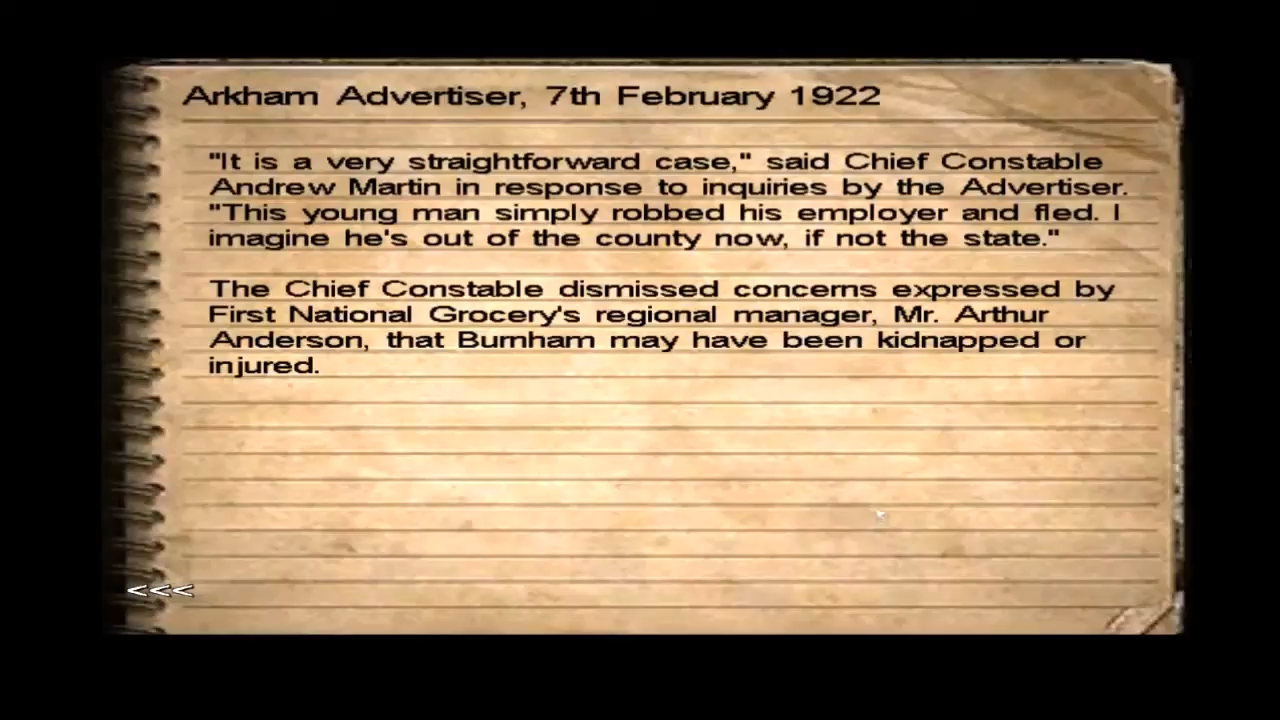 Arkham Advertiser, 7th February 1922
"It is a very straightforward case," said Chief Constable
Andrew Martin in response to inquiries by the Advertiser.
"This young man simply robbed his employer and fled. I
imagine he's out of the county now, if not the state."
The Chief Constable dismissed concerns expressed by
First National Grocery's regional manager, Mr. Arthur
Anderson, that Burnham may have been kidnapped or
injured.
<<<